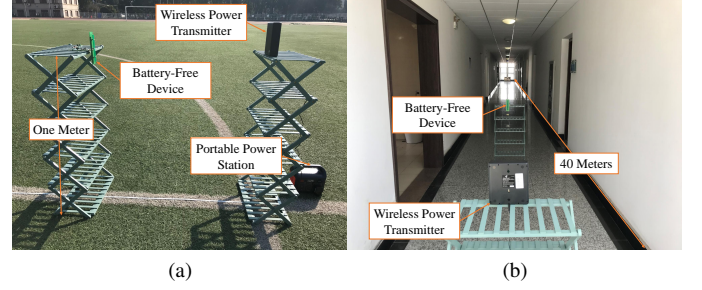 Wireless Power
Transmitter
Battery-Free
Device
One Meter
Portable Power
Station
Battery-Free
Device
40 Meters
Wireless Power
Transmitter
(a)
(b)